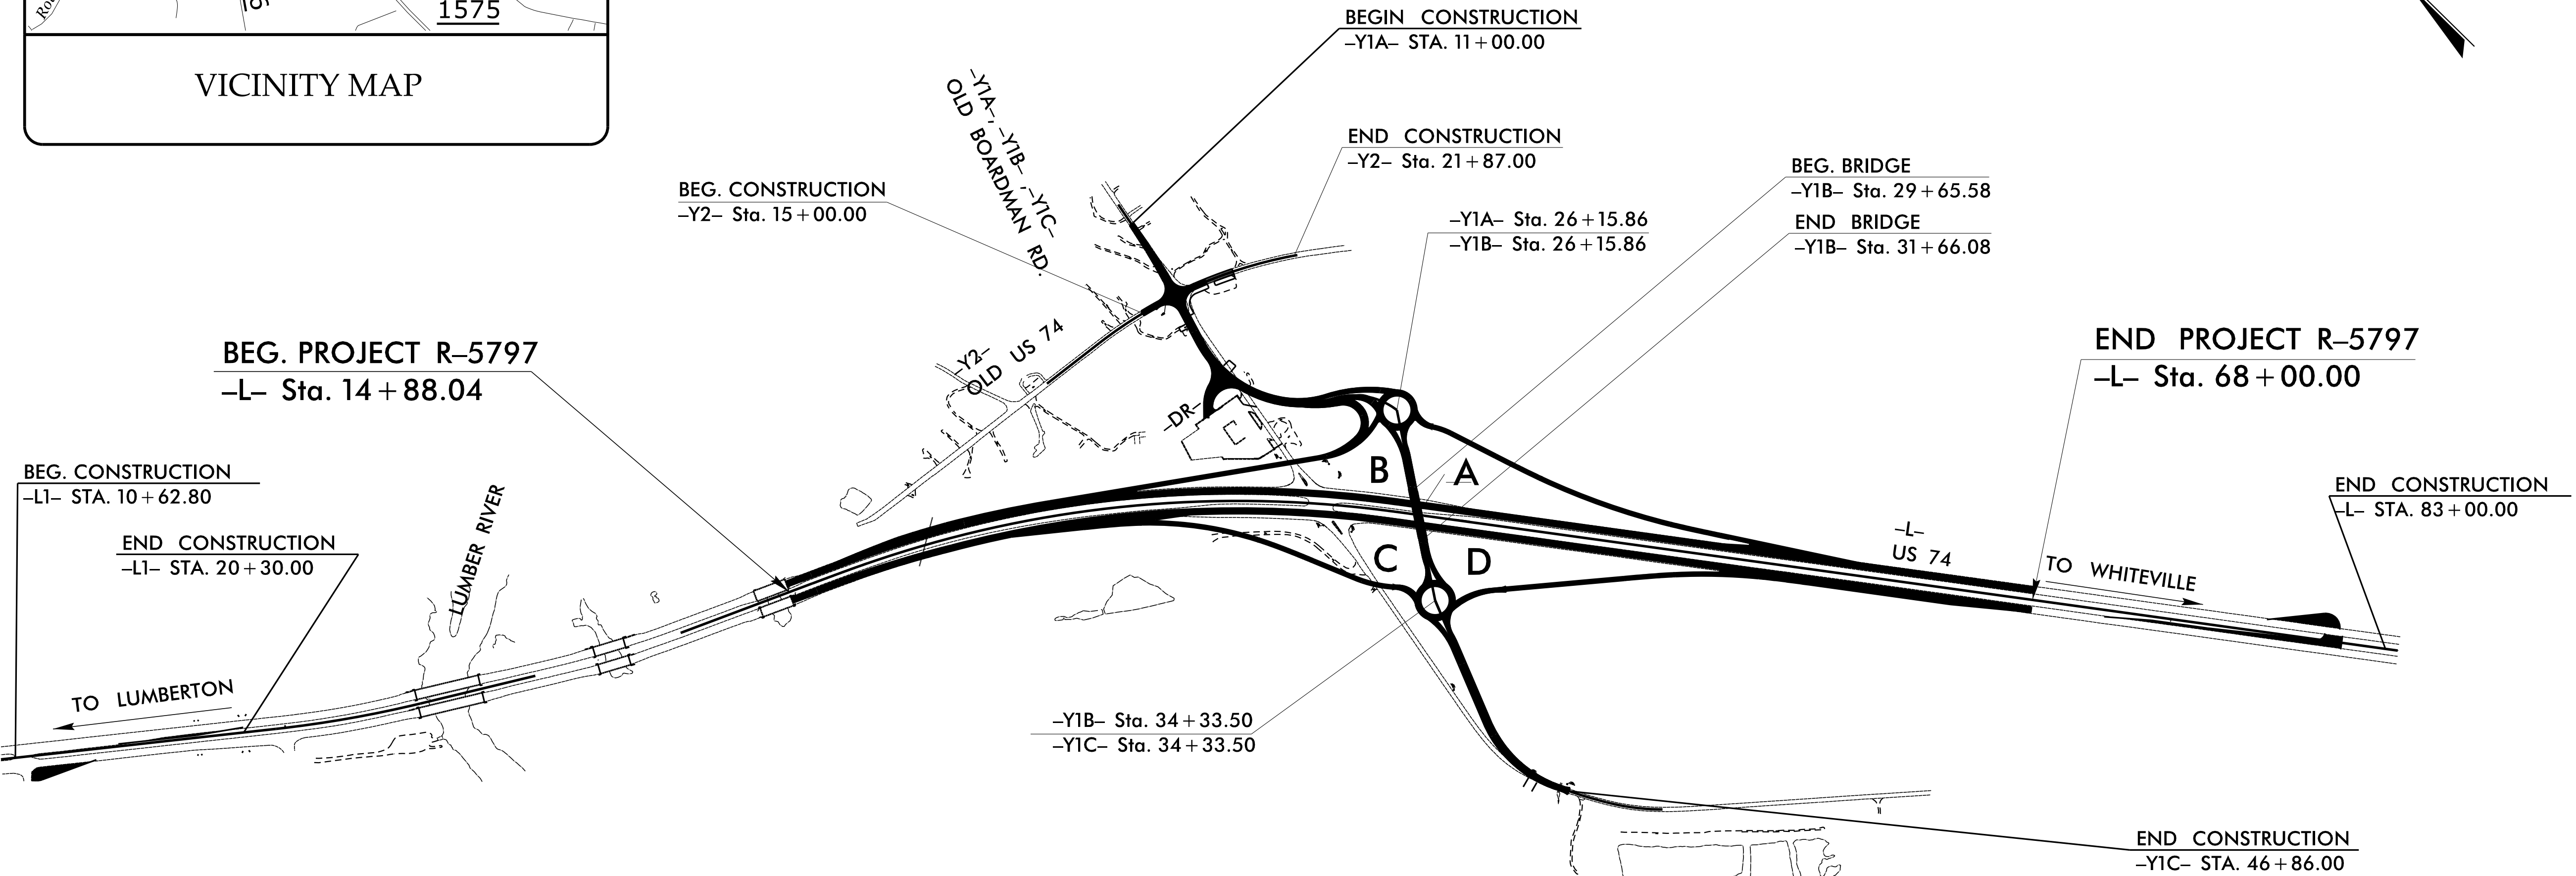 1575
VICINITY MAP
BEGIN CONSTRUCTION
–Y1A– STA. 11+00.00
–Y1A–, –Y1B–, –Y1C–
OLD BOARDMAN RD.
END CONSTRUCTION
–Y2– Sta. 21+87.00
BEG. CONSTRUCTION
–Y2– Sta. 15+00.00
BEG. BRIDGE
–Y1B– Sta. 29+65.58
–Y1A– Sta. 26+15.86
–Y1B– Sta. 26+15.86
END BRIDGE
–Y1B– Sta. 31+66.08
BEG. PROJECT R–5797
–L– Sta. 14+88.04
–Y2–
OLD US 74
END PROJECT R–5797
–L– Sta. 68+00.00
–DR–
B
A
BEG. CONSTRUCTION
–L1– STA. 10+62.80
END CONSTRUCTION
–L– STA. 83+00.00
END CONSTRUCTION
–L1– STA. 20+30.00
LUMBER RIVER
C
D
–L–
US 74
TO WHITEVILLE
TO LUMBERTON
–Y1B– Sta. 34+33.50
–Y1C– Sta. 34+33.50
END CONSTRUCTION
–Y1C– STA. 46+86.00